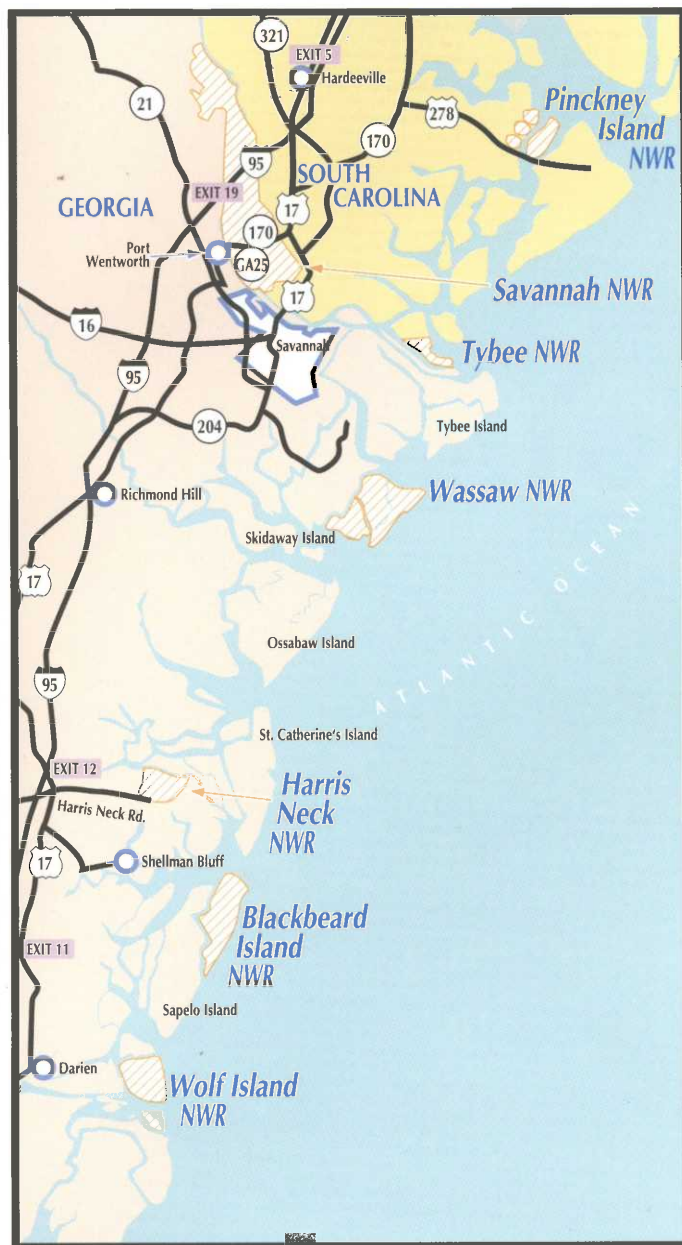 321
EXIT 5
Hardeeville
21
278
Pinckney
Island
NWR
170
95
SOUTH
CAROLINA
EXIT 19
GEORGIA
17
170
Port
Wentworth
GA25
Savannah NWR
17
16
Savannah
Tybee NWR
95
204
Tybee Island
Richmond Hill
Wassaw NWR
Skidaway Island
17
ATLANTIC OCEAN
Ossabaw Island
95
St. Catherine's Island
EXIT 12
Harris
Neck
NWR
Harris Neck Rd.
17
Shellman Bluff
Blackbeard
Island
NWR
EXIT 11
Sapelo Island
Darien
Wolf Island
NWR